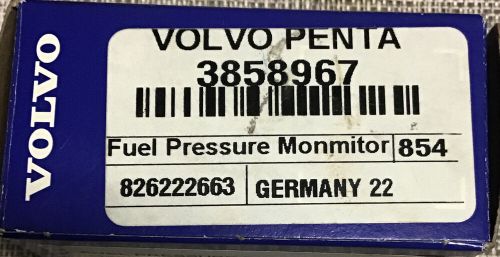 VOLVO
VOLVO PENTA
3858967
Fuel Pressure Monmitor 854
826222663 GERMANY 22